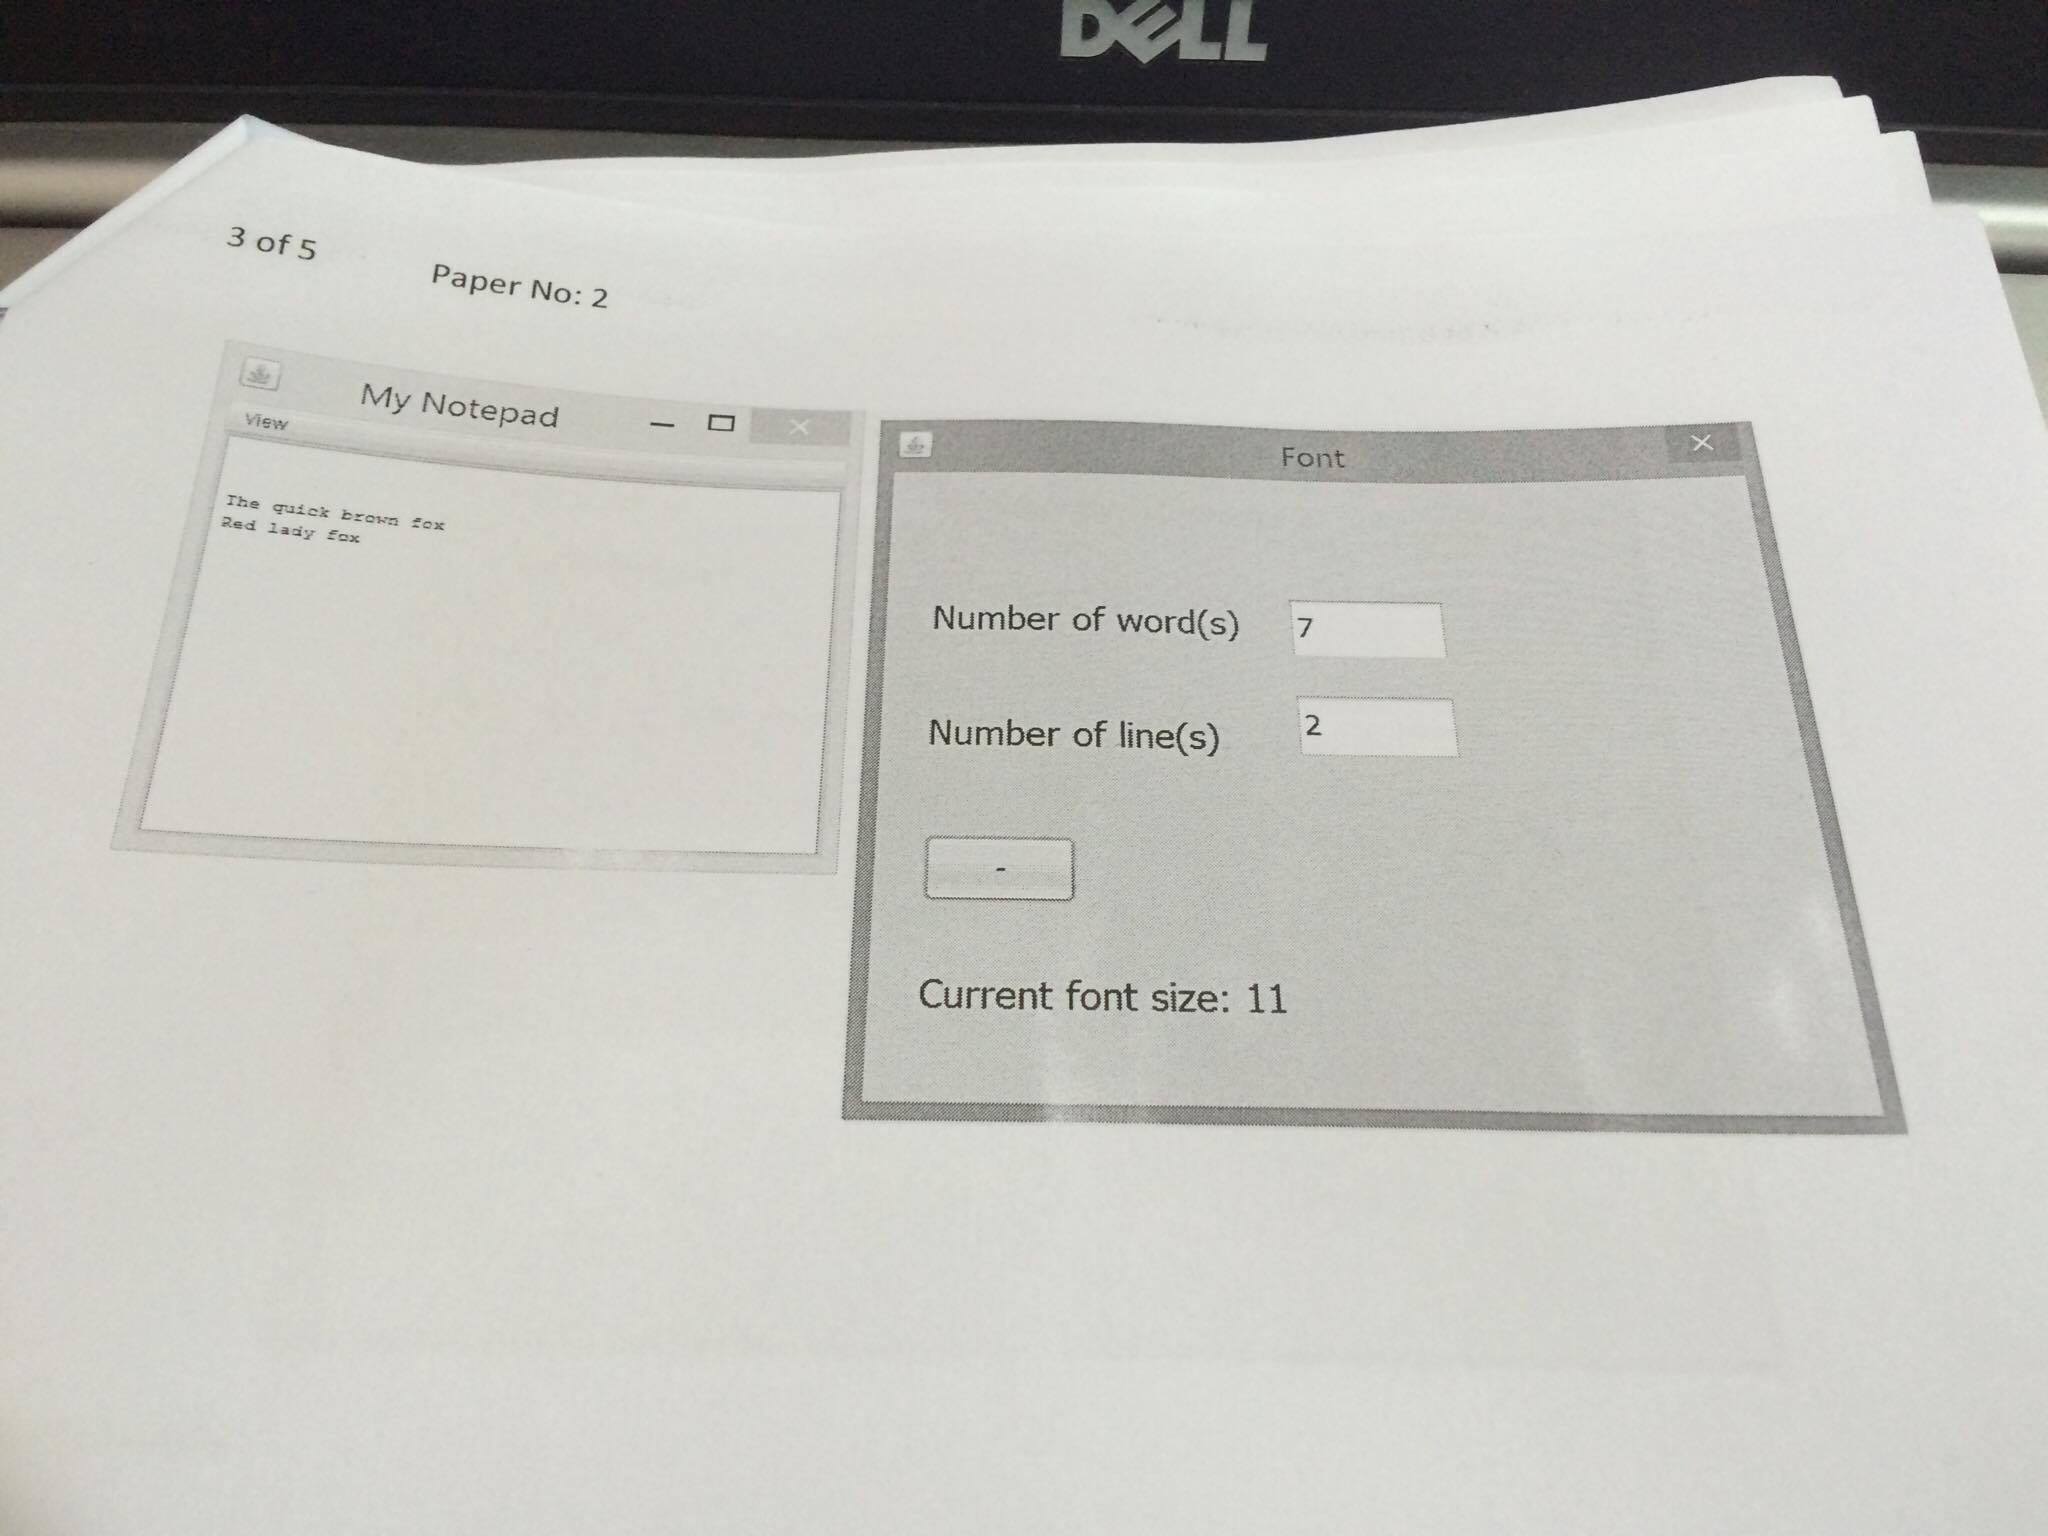 DELL
3 of 5
Paper No: 2
My Notepad
View
The quick brown fox
Red lady fox
Font
Number of word(s) 7
Number of line(s) 2
-
Current font size: 11